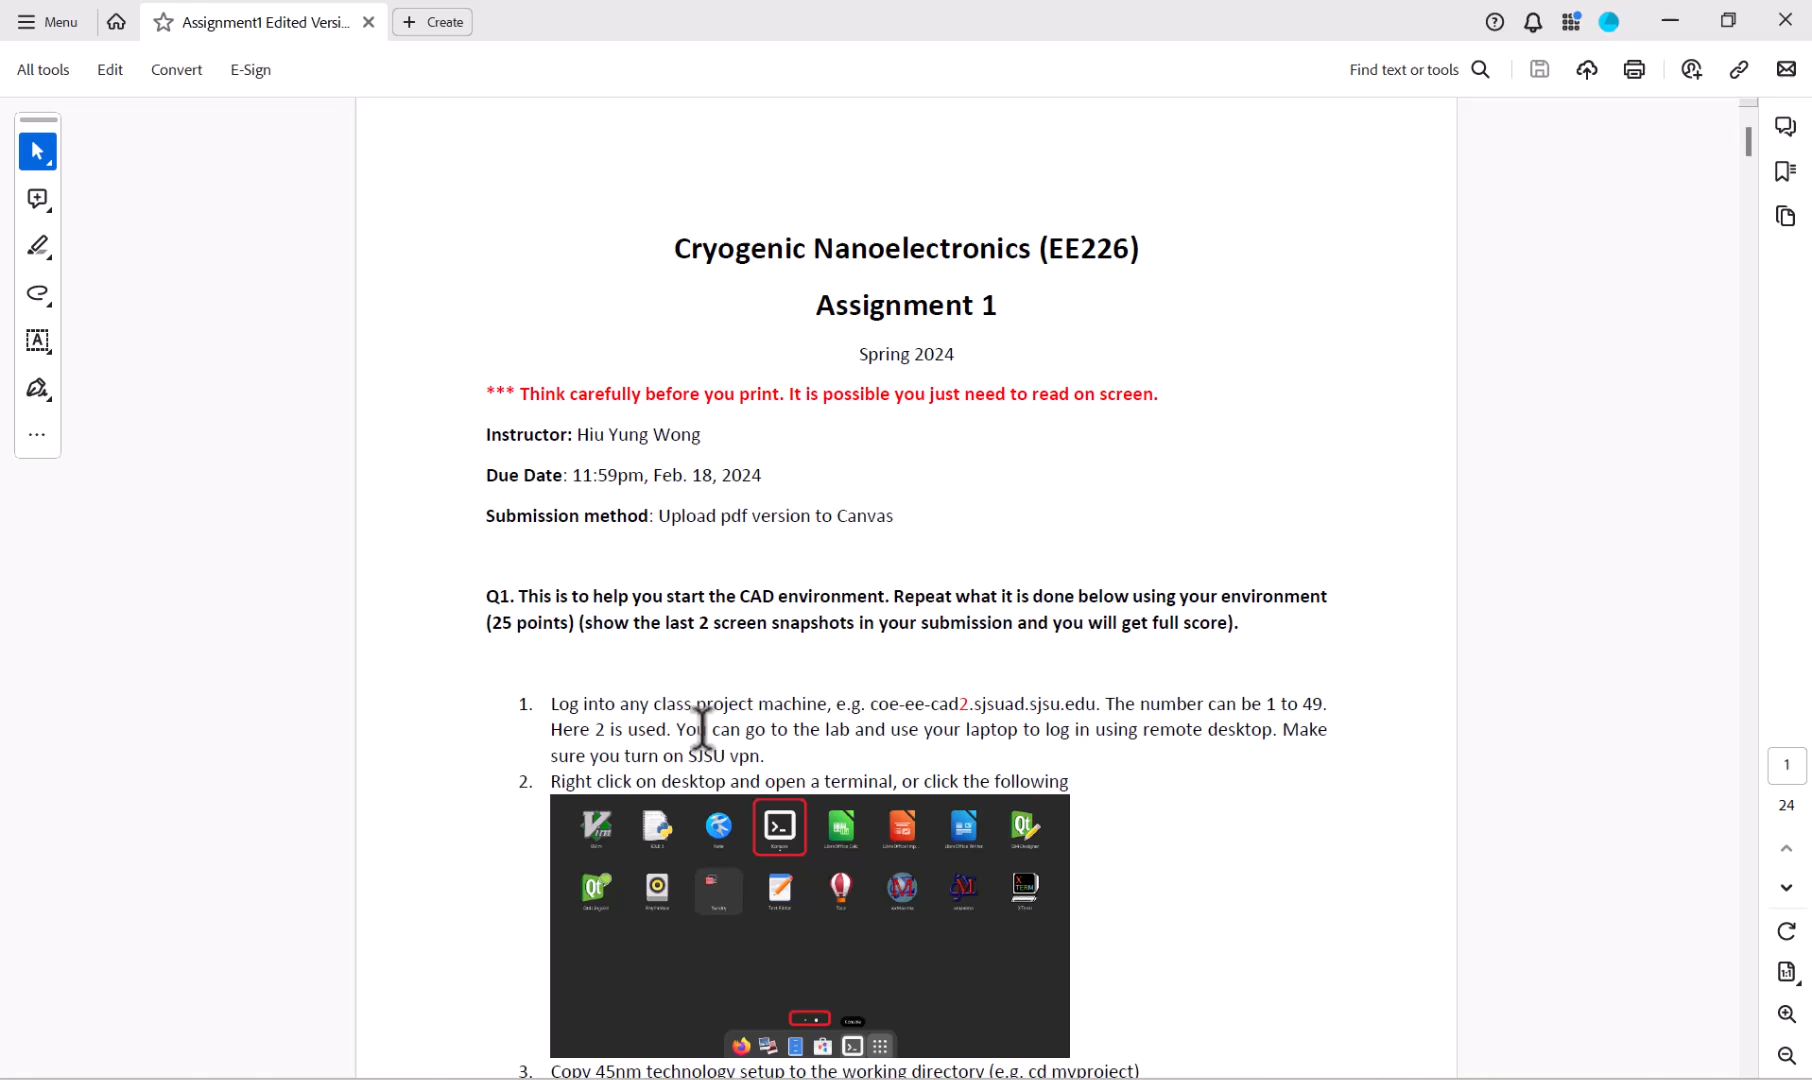 Menu
Assignment1 Edited Versi...
Create
All tools
Edit
Convert
E-Sign
Find text or tools
Cryogenic Nanoelectronics (EE226)
Assignment 1
Spring 2024
*** Think carefully before you print. It is possible you just need to read on screen.
Instructor: Hiu Yung Wong
Due Date: 11:59pm, Feb. 18, 2024
Submission method: Upload pdf version to Canvas
Q1. This is to help you start the CAD environment. Repeat what it is done below using your environment
(25 points) (show the last 2 screen snapshots in your submission and you will get full score).
1. Log into any class project machine, e.g. coe-ee-cad2.sjsuad.sjsu.edu. The number can be 1 to 49.
Here 2 is used. You can go to the lab and use your laptop to log in using remote desktop. Make
sure you turn on SJSU vpn.
2. Right click on desktop and open a terminal, or click the following
3. Copy 45nm technology setup to the working directory (e.g. cd myproject)
1
24